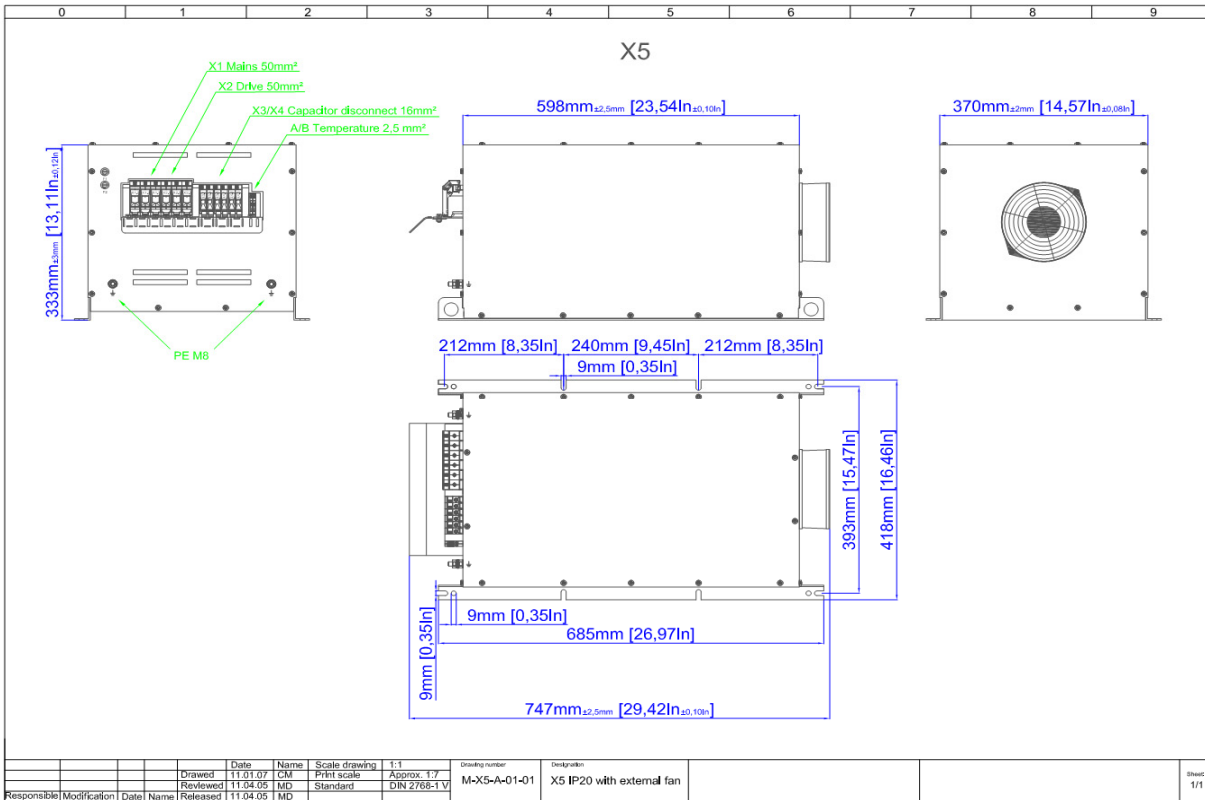 0 1 2 3 4 5 6 7 8 9
X5
X1 Mains 50mm²
X2 Drive 50mm²
X3/X4 Capacitor disconnect 16mm²
A/B Temperature 2,5 mm²
598mm±2,5mm [23,54In±0,10In]
370mm±2mm [14,57In±0,08In]
333mm±3mm [13,11In±0,12In]
PE M8
212mm [8,35In] 240mm [9,45In] 212mm [8,35In]
9mm [0,35In]
393mm [15,47In]
418mm [16,46In]
9mm [0,35In]
9mm [0,35In]
685mm [26,97In]
747mm±2,5mm [29,42In±0,10In]
Date Name Scale drawing 1:1
Drawed 11.01.07 CM Print scale Approx. 1:7
Reviewed 11.04.05 MD Standard DIN 2768-1 V
Responsible Modification Date Name Released 11.04.05 MD
Drawing number
M-X5-A-01-01
Designation
X5 IP20 with external fan
Sheet
1/1